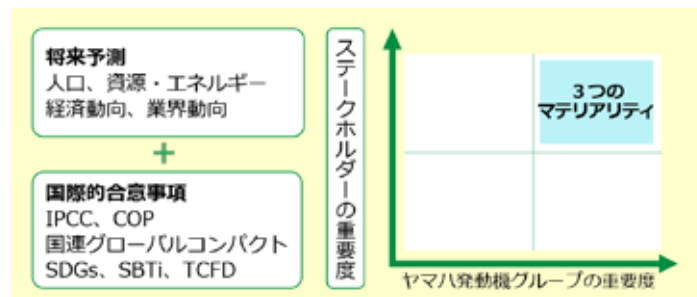 将来予測
人口、資源・エネルギー
経済動向、業界動向
+
国際的合意事項
IPCC、COP
国連グローバルコンパクト
SDGs、SBTi、TCFD
ステークホルダーの重要度
3つの
マテリアリティ
ヤマハ発動機グループの重要度